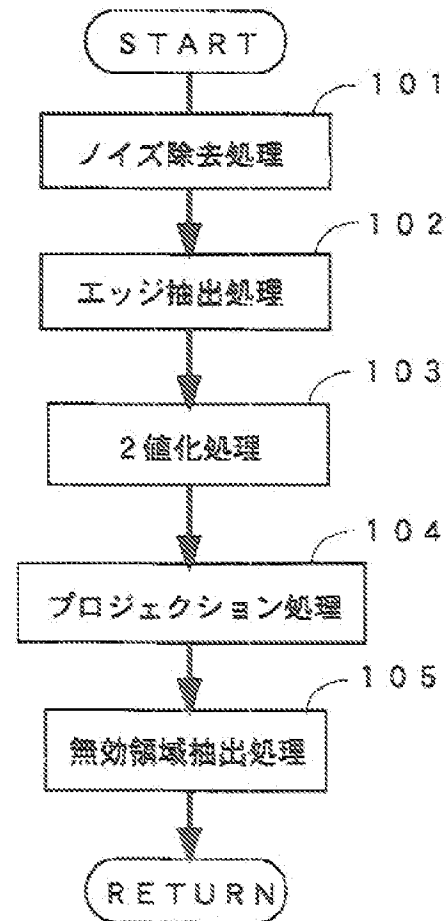 START
101
ノイズ除去処理
102
エッジ抽出処理
103
2値化処理
104
プロジェクション処理
105
無効領域抽出処理
RETURN